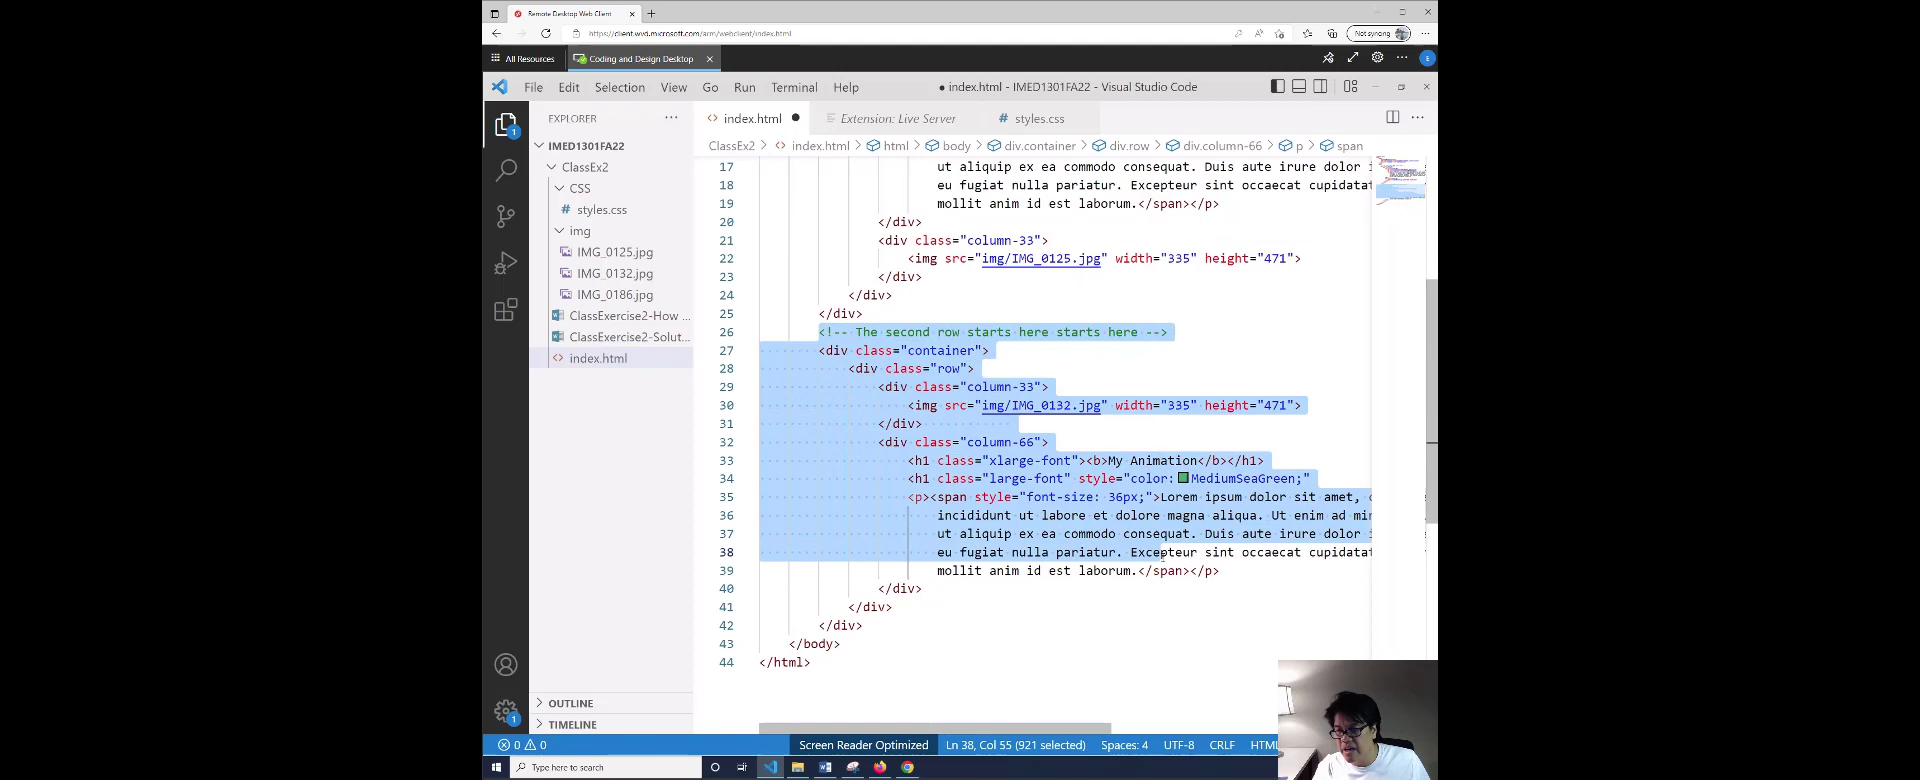 Remote Desktop Web Client
https://client.wvd.microsoft.com/arm/webclient/index.html
Not syncing
All Resources
Coding and Design Desktop
E
File Edit Selection View Go Run Terminal Help
● index.html - IMED1301FA22 - Visual Studio Code
EXPLORER
index.html
Extension: Live Server
styles.css
IMED1301FA22
ClassEx2 > index.html > html > body > div.container > div.row > div.column-66 > p > span
ClassEx2
CSS
styles.css
img
IMG_0125.jpg
IMG_0132.jpg
IMG_0186.jpg
ClassExercise2-How ...
ClassExercise2-Solut...
index.html
17 ut aliquip ex ea commodo consequat. Duis aute irure dolor i
18 eu fugiat nulla pariatur. Excepteur sint occaecat cupidatat
19 mollit anim id est laborum.</span></p>
20 </div>
21 <div class="column-33">
22 <img src="img/IMG_0125.jpg" width="335" height="471">
23 </div>
24 </div>
25 </div>
26 <!-- The second row starts here starts here -->
27 <div class="container">
28 <div class="row">
29 <div class="column-33">
30 <img src="img/IMG_0132.jpg" width="335" height="471">
31 </div>
32 <div class="column-66">
33 <h1 class="xlarge-font"><b>My Animation</b></h1>
34 <h1 class="large-font" style="color:MediumSeaGreen;"
35 <p><span style="font-size: 36px;">Lorem ipsum dolor sit amet, c
36 incididunt ut labore et dolore magna aliqua. Ut enim ad min
37 ut aliquip ex ea commodo consequat. Duis aute irure dolor i
38 eu fugiat nulla pariatur. Excepteur sint occaecat cupidatat
39 mollit anim id est laborum.</span></p>
40 </div>
41 </div>
42 </div>
43 </body>
44 </html>
1
OUTLINE
TIMELINE
1
0 0
Screen Reader Optimized
Ln 38, Col 55 (921 selected)
Spaces: 4
UTF-8
CRLF
HTML
Type here to search